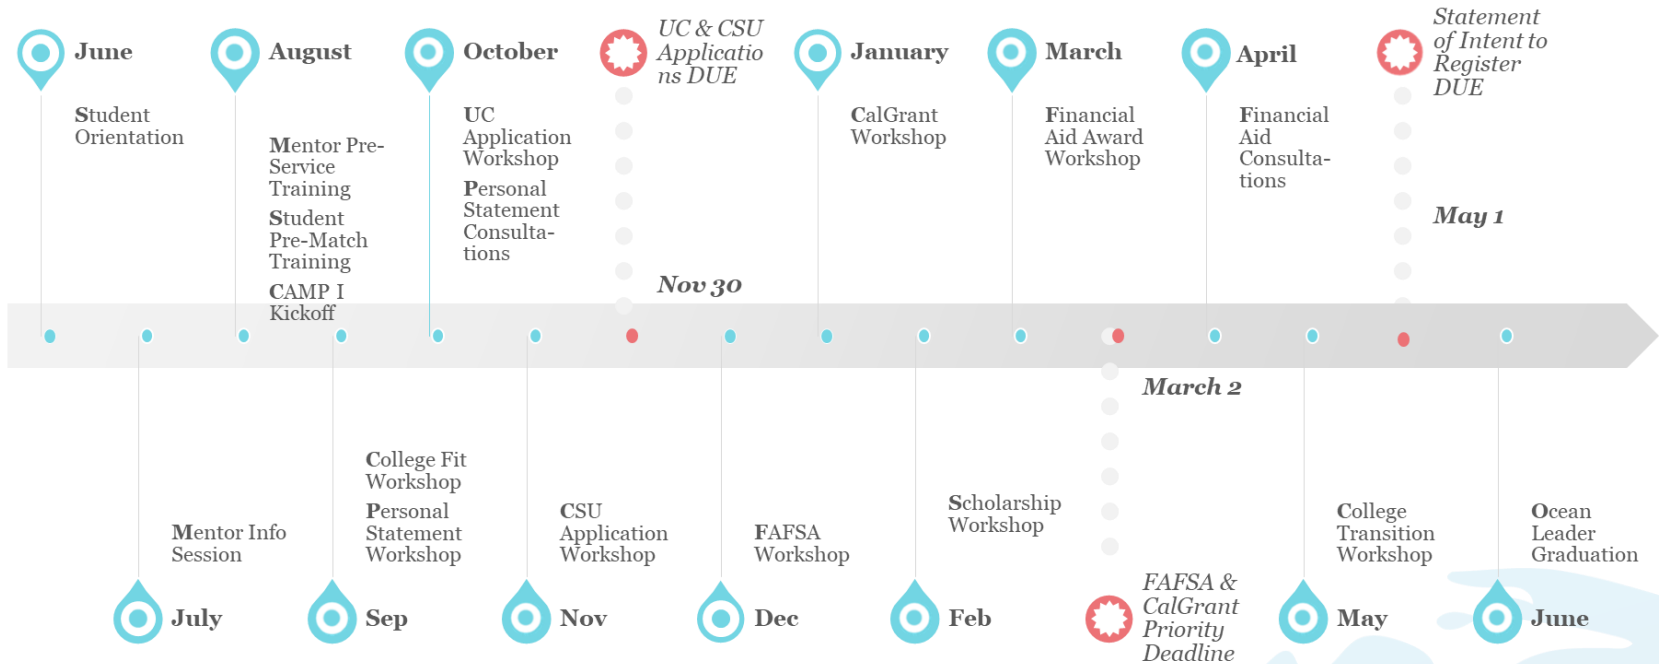 June
Student
Orientation
August
Mentor Pre-
Service
Training
Student
Pre-Match
Training
CAMP I
Kickoff
October
UC
Application
Workshop
Personal
Statement
Consulta-
tions
UC & CSU
Applicatio
ns DUE
Nov 30
January
CalGrant
Workshop
March
Financial
Aid Award
Workshop
April
Financial
Aid
Consulta-
tions
Statement
of Intent to
Register
DUE
May 1
Mentor Info
Session
July
College Fit
Workshop
Personal
Statement
Workshop
Sep
CSU
Application
Workshop
Nov
FAFSA
Workshop
Dec
Scholarship
Workshop
Feb
March 2
FAFSA &
CalGrant
Priority
Deadline
College
Transition
Workshop
May
Ocean
Leader
Graduation
June